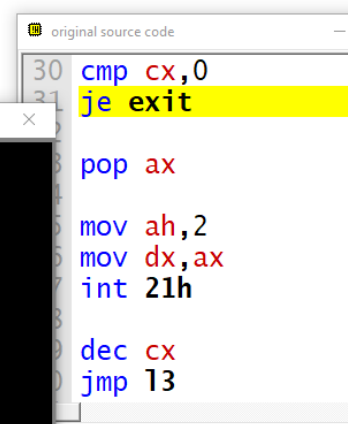 original source code
30 cmp cx,0
31 je exit
pop ax
mov ah,2
mov dx,ax
int 21h
dec cx
jmp l3